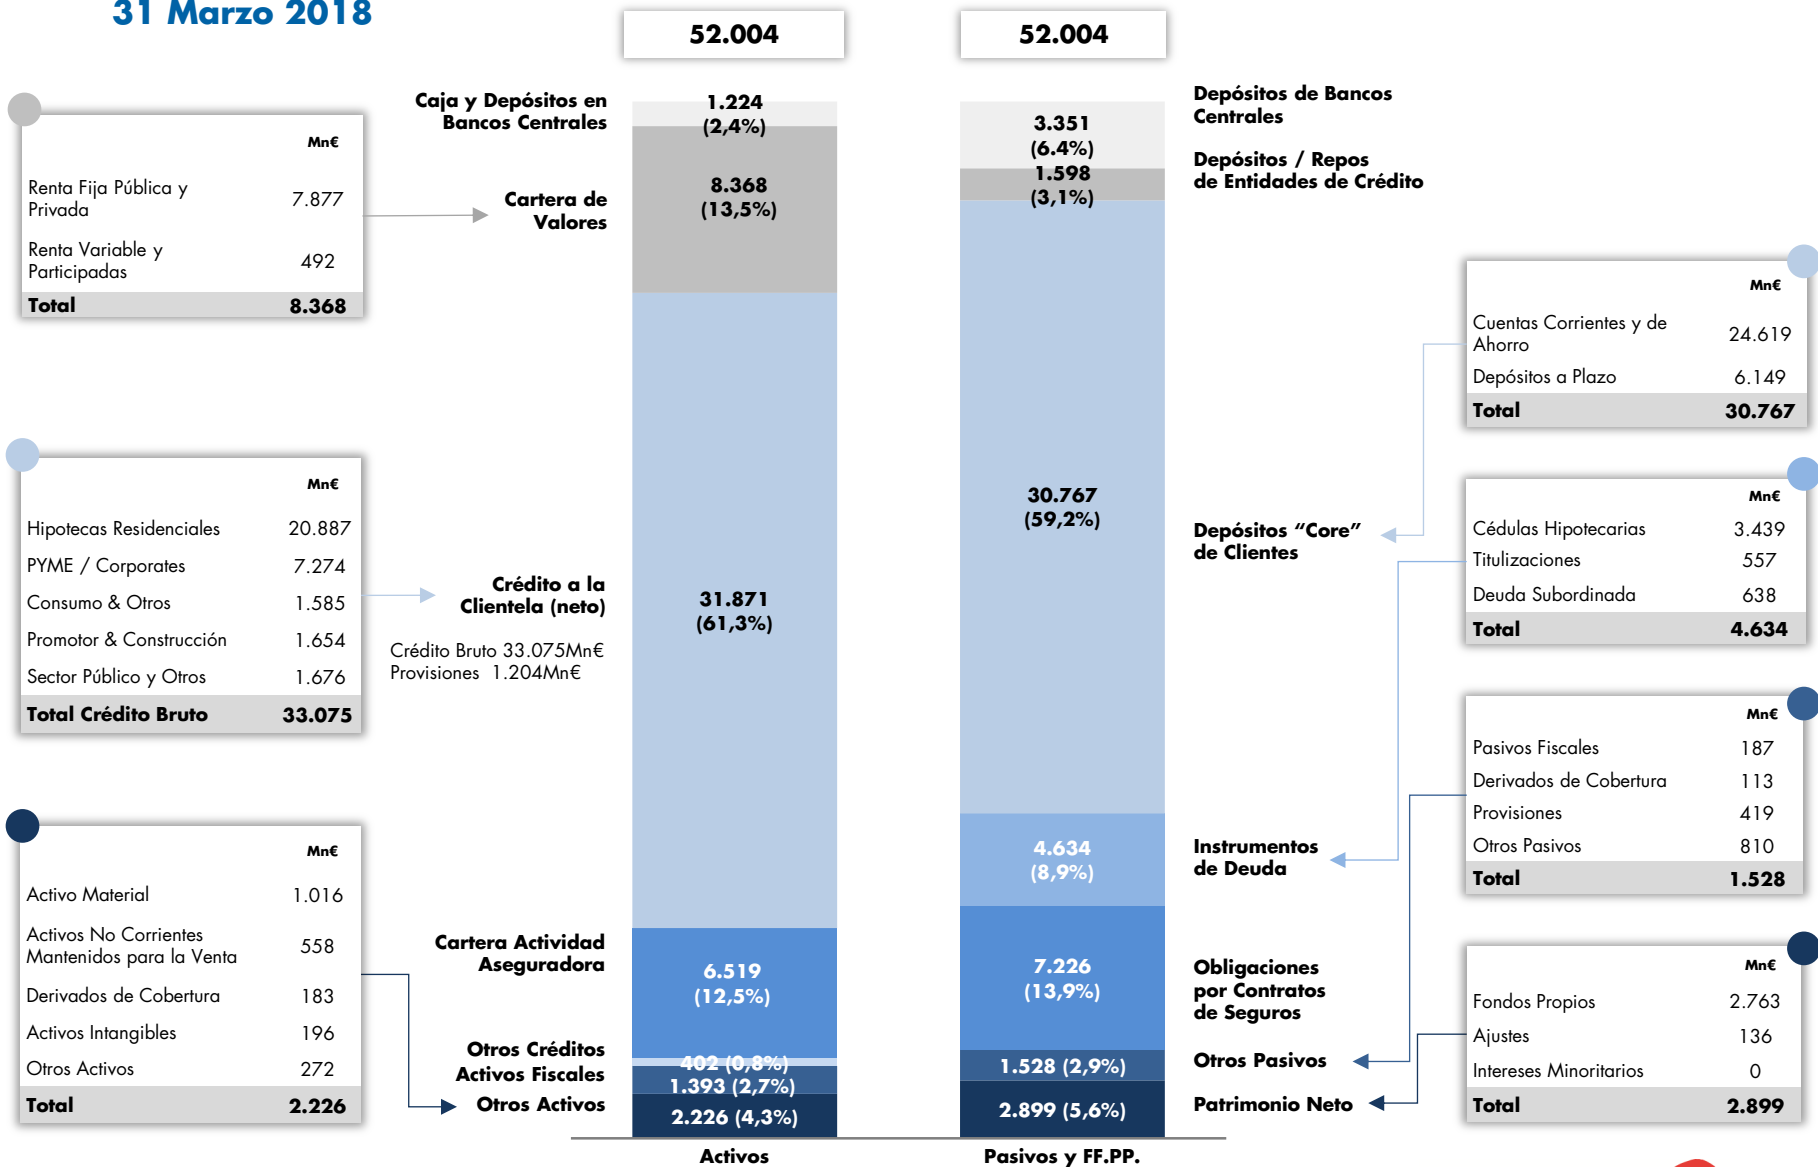 31 Marzo 2018
52.004
52.004
Mn€
Renta Fija Pública y
Privada
7.877
Renta Variable y
Participadas
492
Total 8.368
Mn€
Hipotecas Residenciales 20.887
PYME / Corporates 7.274
Consumo & Otros 1.585
Promotor & Construcción 1.654
Sector Público y Otros 1.676
Total Crédito Bruto 33.075
Mn€
Activo Material 1.016
Activos No Corrientes
Mantenidos para la Venta
558
Derivados de Cobertura 183
Activos Intangibles 196
Otros Activos 272
Total 2.226
Caja y Depósitos en
Bancos Centrales
Cartera de
Valores
Crédito a la
Clientela (neto)
Crédito Bruto 33.075Mn€
Provisiones 1.204Mn€
Cartera Actividad
Aseguradora
Otros Créditos
Activos Fiscales
Otros Activos
1.224
(2,4%)
8.368
(13,5%)
31.871
(61,3%)
6.519
(12,5%)
402 (0,8%)
1.393 (2,7%)
2.226 (4,3%)
Activos
3.351
(6.4%)
1.598
(3,1%)
30.767
(59,2%)
4.634
(8,9%)
7.226
(13,9%)
1.528 (2,9%)
2.899 (5,6%)
Pasivos y FF.PP.
Depósitos de Bancos
Centrales
Depósitos / Repos
de Entidades de Crédito
Depósitos “Core”
de Clientes
Instrumentos
de Deuda
Obligaciones
por Contratos
de Seguros
Otros Pasivos
Patrimonio Neto
Mn€
Cuentas Corrientes y de
Ahorro
24.619
Depósitos a Plazo 6.149
Total 30.767
Mn€
Cédulas Hipotecarias 3.439
Titulizaciones 557
Deuda Subordinada 638
Total 4.634
Mn€
Pasivos Fiscales 187
Derivados de Cobertura 113
Provisiones 419
Otros Pasivos 810
Total 1.528
Mn€
Fondos Propios 2.763
Ajustes 136
Intereses Minoritarios 0
Total 2.899